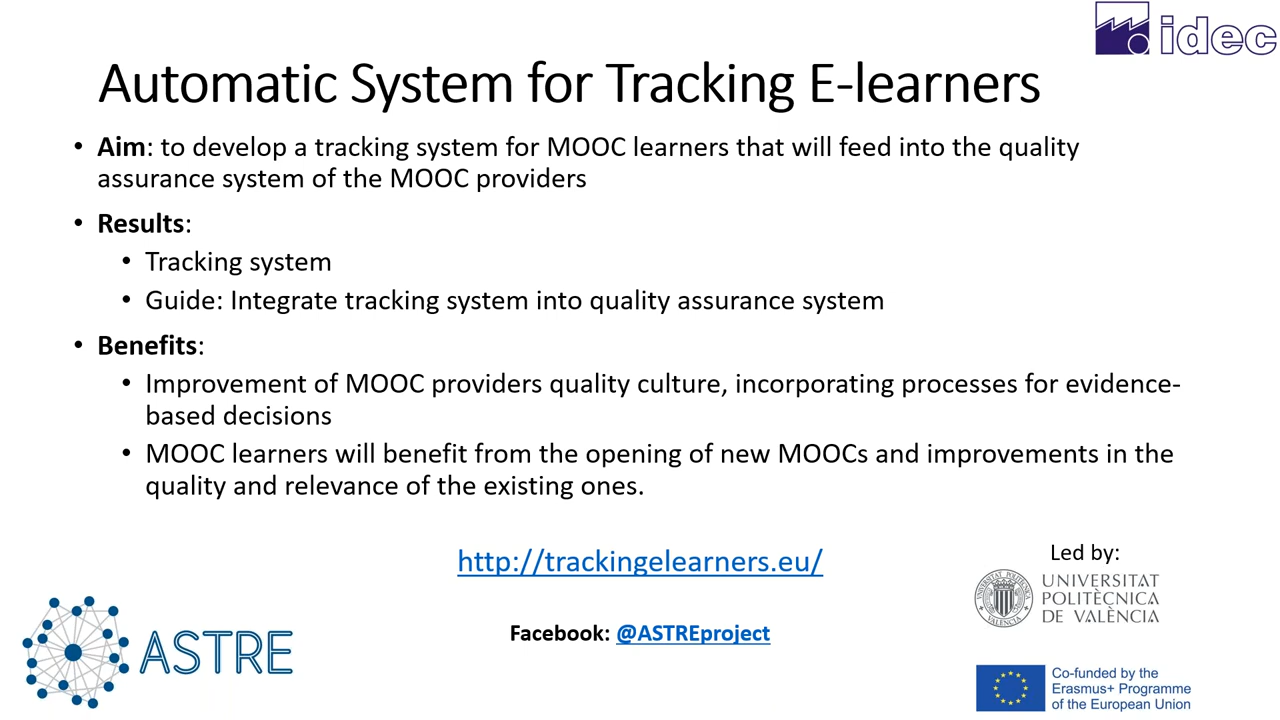 idec
Automatic System for Tracking E-learners
• Aim: to develop a tracking system for MOOC learners that will feed into the quality
assurance system of the MOOC providers
• Results:
• Tracking system
• Guide: Integrate tracking system into quality assurance system
• Benefits:
• Improvement of MOOC providers quality culture, incorporating processes for evidence-
based decisions
• MOOC learners will benefit from the opening of new MOOCs and improvements in the
quality and relevance of the existing ones.
http://trackingelearners.eu/
Facebook: @ASTREproject
ASTRE
Led by:
UNIVERSITAT
POLITÈCNICA
DE VALÈNCIA
Co-funded by the
Erasmus+ Programme
of the European Union